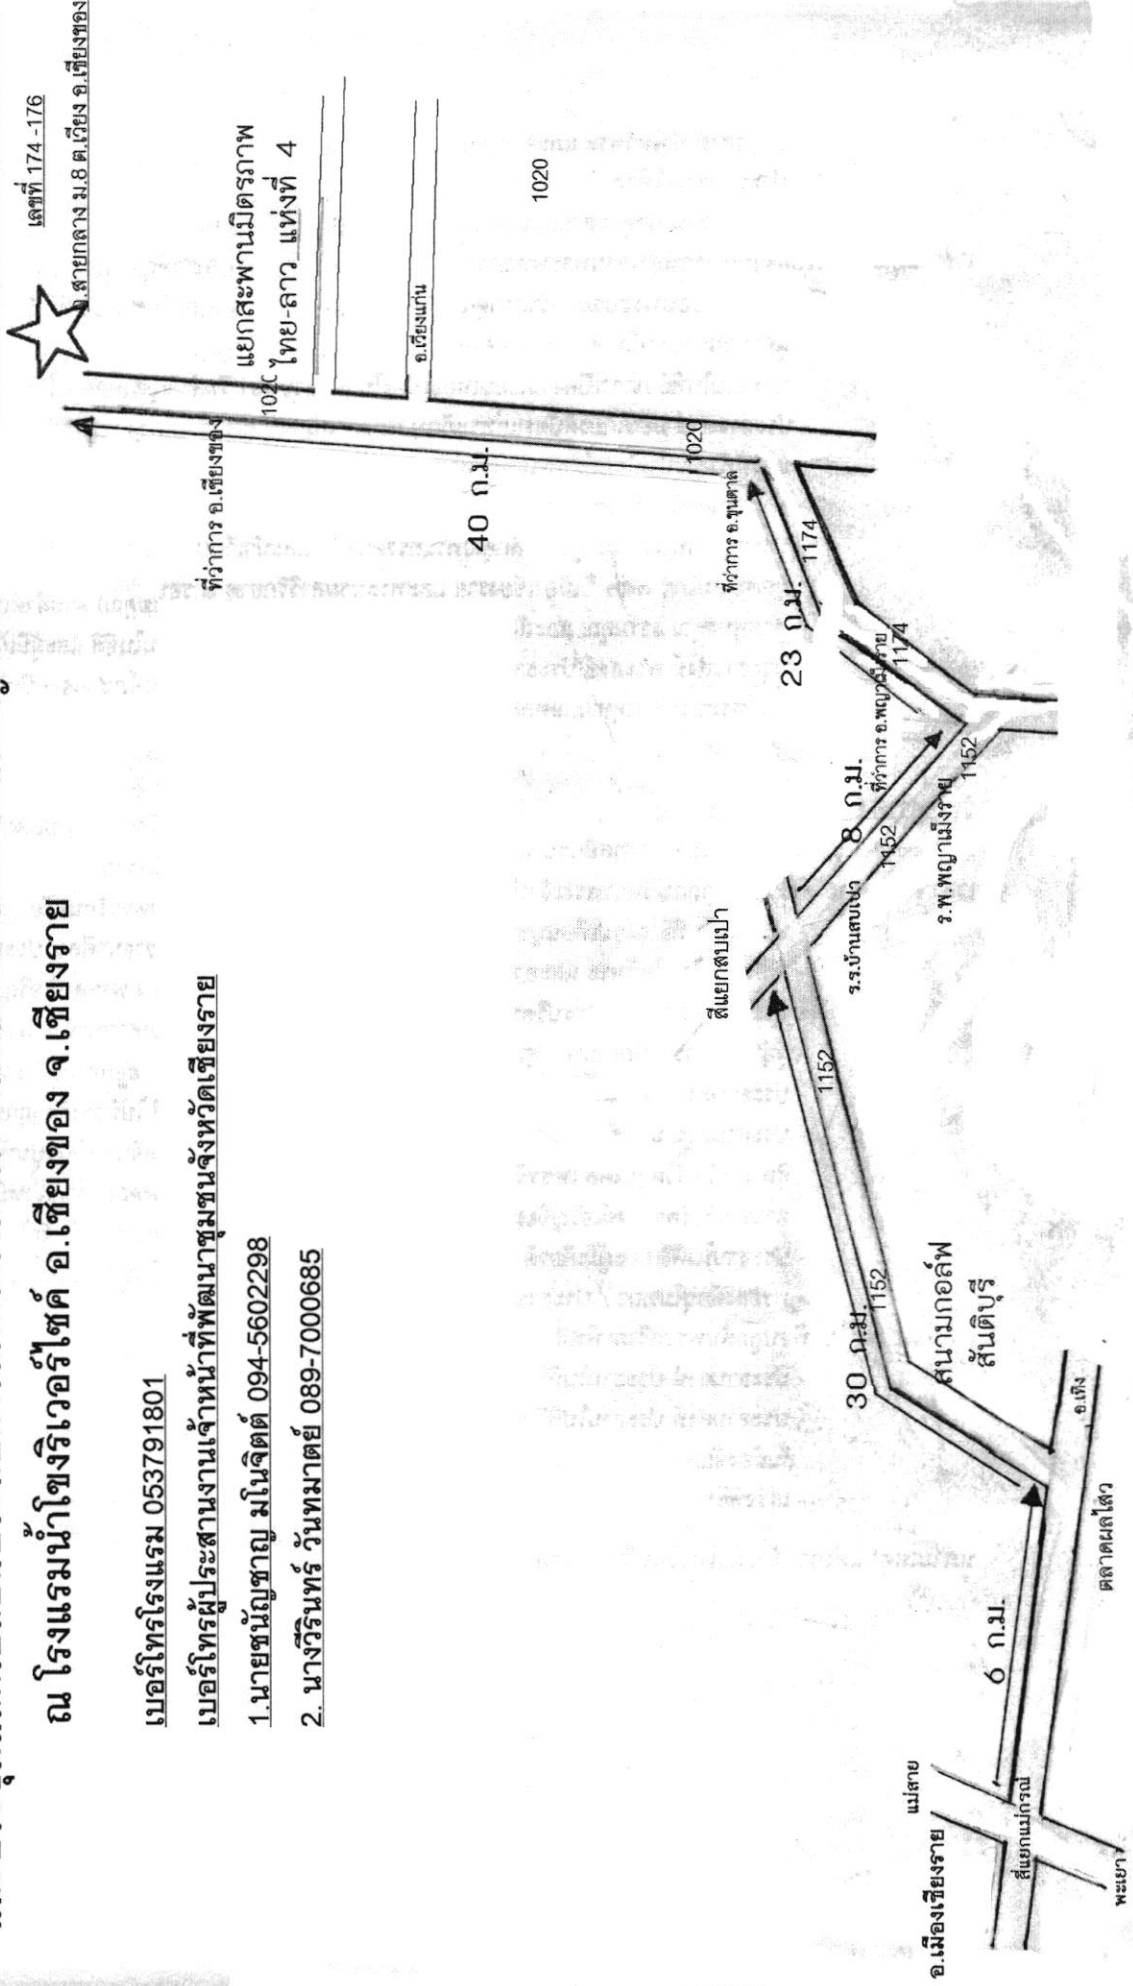 ณ โรงแรมน้ำโขงริเวอร์ไซค์ อ.เชียงของ จ.เชียงราย
เลขที่ 174 -176
สายกลาง ม.8 ต.เวียง อ.เชียงของ
เบอร์โทรโรงแรม 053791801
เบอร์โทรผู้ประสานงานเจ้าหน้าที่พัฒนาชุมชนจังหวัดเชียงราย
1.นายชนัญชาญ มโนจิตต์ 094-5602298
2. นางวีรินทร์ วันทมาตย์ 089-7000685
แยกสะพานมิตรภาพ
ไทย-ลาว แห่งที่ 4
1020
ที่ว่าการ อ.เชียงของ
อ.เวียงแก่น
40 ก.ม.
1020
1020
ที่ว่าการ อ.ขุนตาล
1174
23 ก.ม.
1174
ที่ว่าการ อ.พญาเม็งราย
8 ก.ม.
1152
1152
ร.พ.พญาเม็งราย
สี่แยกสบเปา
ร.ร.บ้านสบเปา
1152
1152
30 ก.ม.
สนามกอล์ฟ
สันติบุรี
อ.เทิง
ตลาดผลไสว
6 ก.ม.
แม่สาย
อ.เมืองเชียงราย
สี่แยกแม่กรณ์
พะเยา